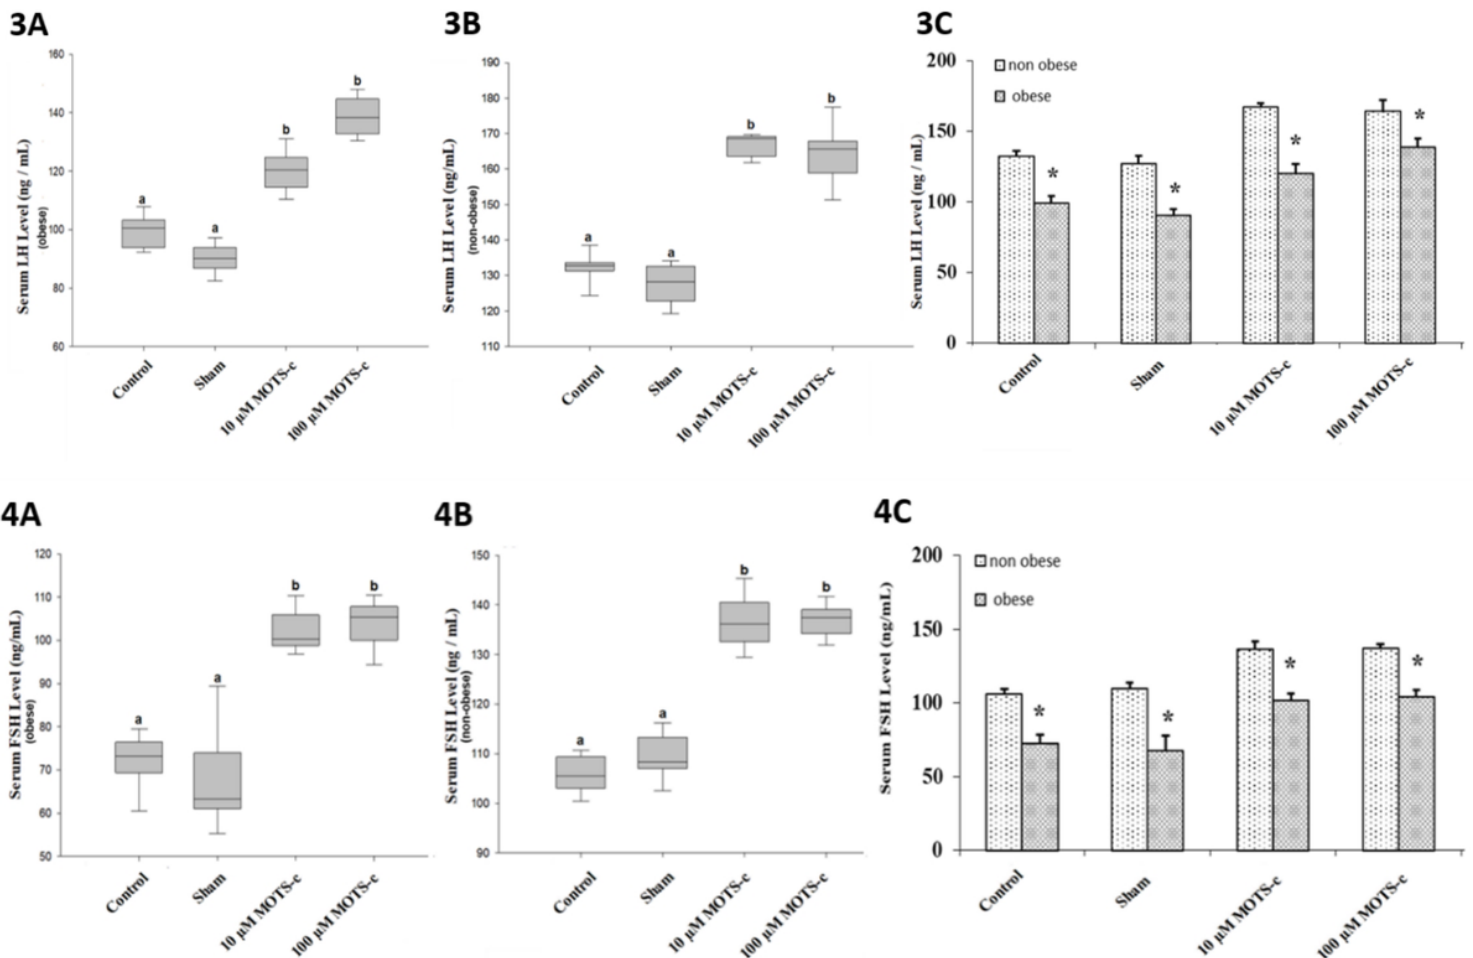 3A
Serum LH Level (ng / mL)
(obese)
160
140
120
100
80
60
a
a
b
b
Control
Sham
10 µM MOTS-c
100 µM MOTS-c
3B
Serum LH Level (ng/mL)
(non-obese)
190
180
170
160
150
140
130
120
110
a
a
b
b
Control
Sham
10 µM MOTS-c
100 µM MOTS-c
3C
Serum LH Level (ng / mL)
200
150
100
50
0
non obese
obese
*
*
*
*
Control
Sham
10 µM MOTS-c
100 µM MOTS-c
4A
Serum FSH Level (ng/mL)
(obese)
120
110
100
90
80
70
60
50
a
a
b
b
Control
Sham
10 µM MOTS-c
100 µM MOTS-c
4B
Serum FSH Level (ng / mL)
(non-obese)
150
140
130
120
110
100
90
a
a
b
b
Control
Sham
10 µM MOTS-c
100 µM MOTS-c
4C
Serum FSH Level (ng/mL)
200
150
100
50
0
non obese
obese
*
*
*
*
Control
Sham
10 µM MOTS-c
100 µM MOTS-c